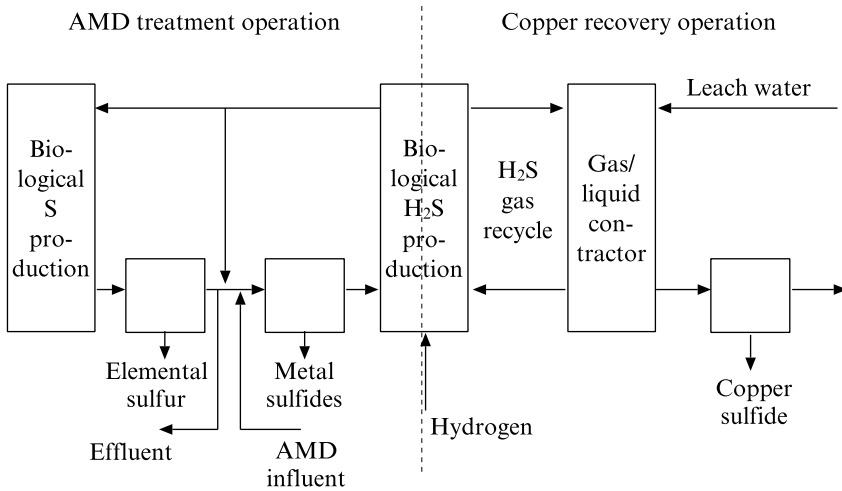 AMD treatment operation
Copper recovery operation
Leach water
Bio-
logical
S
pro-
duction
Bio-
logical
H₂S
pro-
duction
H₂S
gas
recycle
Gas/
liquid
con-
tractor
Elemental
sulfur
Metal
sulfides
Copper
sulfide
Hydrogen
Effluent
AMD
influent